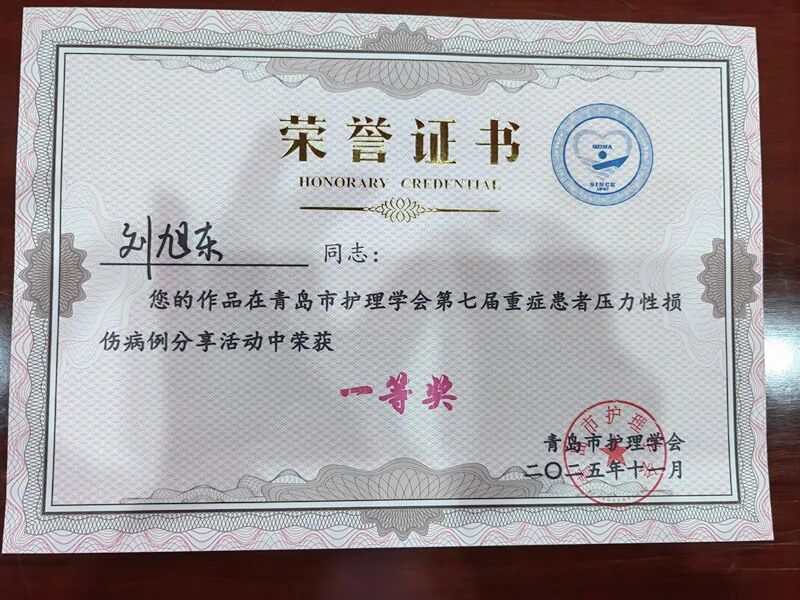 荣誉证书
HONORARY CREDENTIAL
QDNA
SINCE
1967
刘旭东 同志：
您的作品在青岛市护理学会第七届重症患者压力性损
伤病例分享活动中荣获
一等奖
青岛市护理学会
二〇二五年十一月